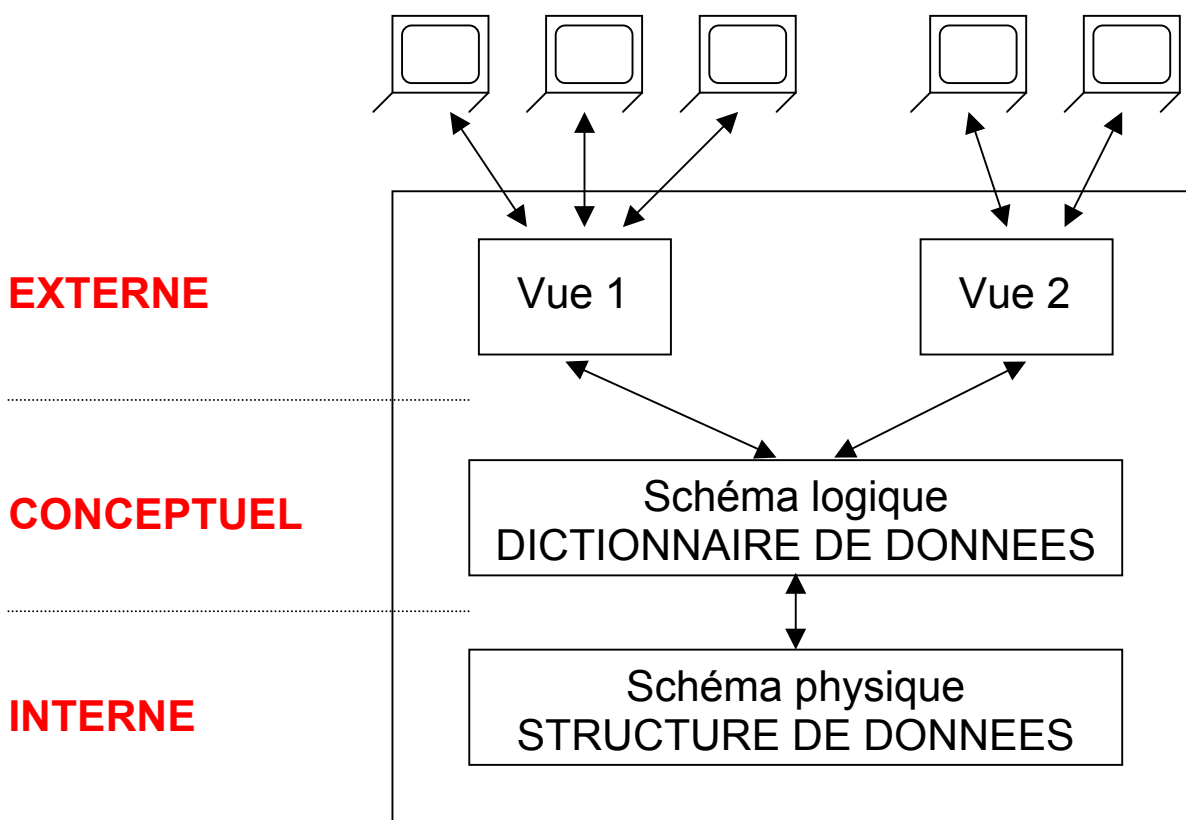 EXTERNE
Vue 1
Vue 2
CONCEPTUEL
Schéma logique
DICTIONNAIRE DE DONNEES
INTERNE
Schéma physique
STRUCTURE DE DONNEES